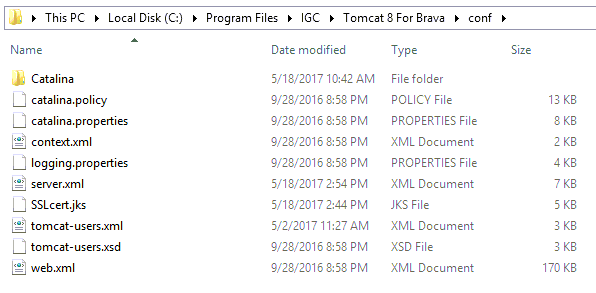 This PC › Local Disk (C:) › Program Files › IGC › Tomcat 8 For Brava › conf ›
Name Date modified Type Size
Catalina 5/18/2017 10:42 AM File folder
catalina.policy 9/28/2016 8:58 PM POLICY File 13 KB
catalina.properties 9/28/2016 8:58 PM PROPERTIES File 8 KB
context.xml 9/28/2016 8:58 PM XML Document 2 KB
logging.properties 9/28/2016 8:58 PM PROPERTIES File 4 KB
server.xml 5/18/2017 2:54 PM XML Document 7 KB
SSLcert.jks 5/18/2017 2:44 PM JKS File 5 KB
tomcat-users.xml 5/2/2017 11:27 AM XML Document 3 KB
tomcat-users.xsd 9/28/2016 8:58 PM XSD File 3 KB
web.xml 9/28/2016 8:58 PM XML Document 170 KB